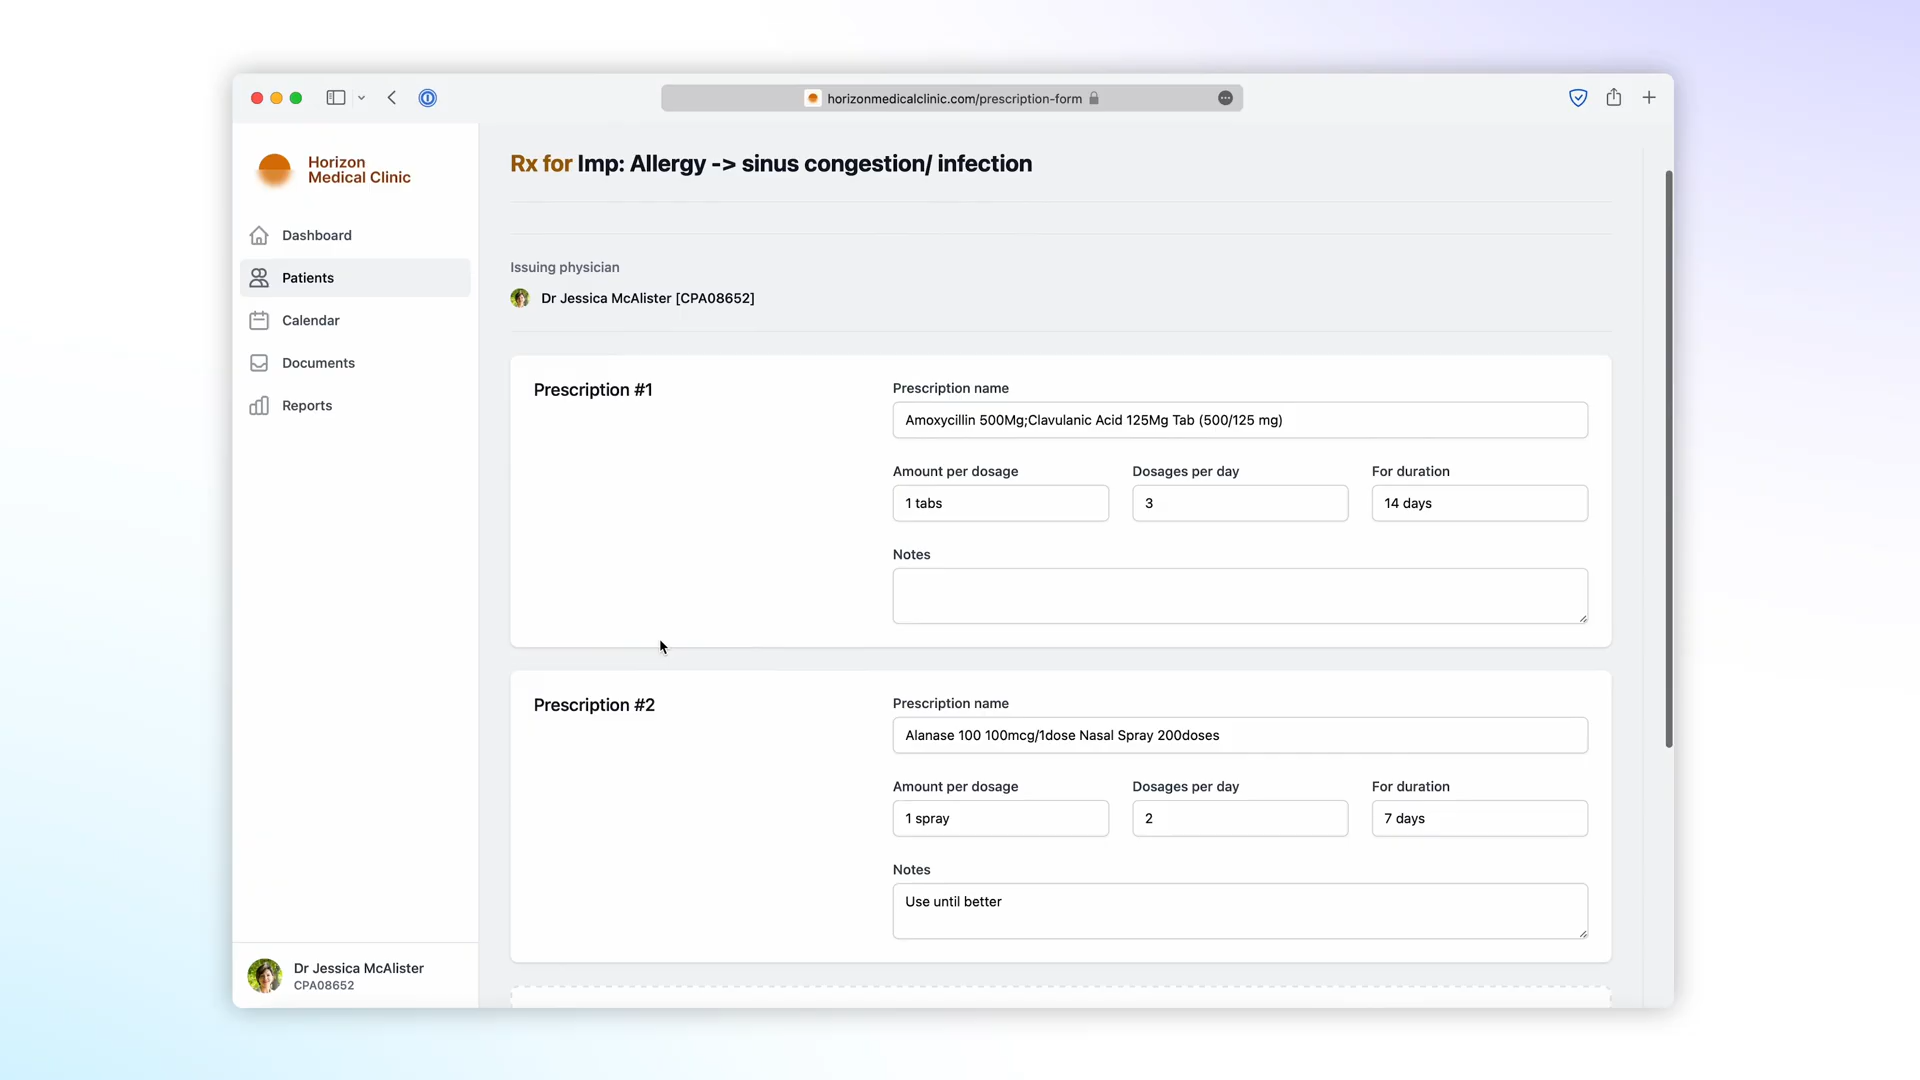 horizonmedicalclinic.com/prescription-form
Horizon
Medical Clinic
Dashboard
Patients
Calendar
Documents
Reports
Dr Jessica McAlister
CPA08652
Rx for Imp: Allergy -> sinus congestion/ infection
Issuing physician
Dr Jessica McAlister [CPA08652]
Prescription #1
Prescription name
Amoxycillin 500Mg;Clavulanic Acid 125Mg Tab (500/125 mg)
Amount per dosage Dosages per day For duration
1 tabs 3 14 days
Notes
Prescription #2
Prescription name
Alanase 100 100mcg/1dose Nasal Spray 200doses
Amount per dosage Dosages per day For duration
1 spray 2 7 days
Notes
Use until better